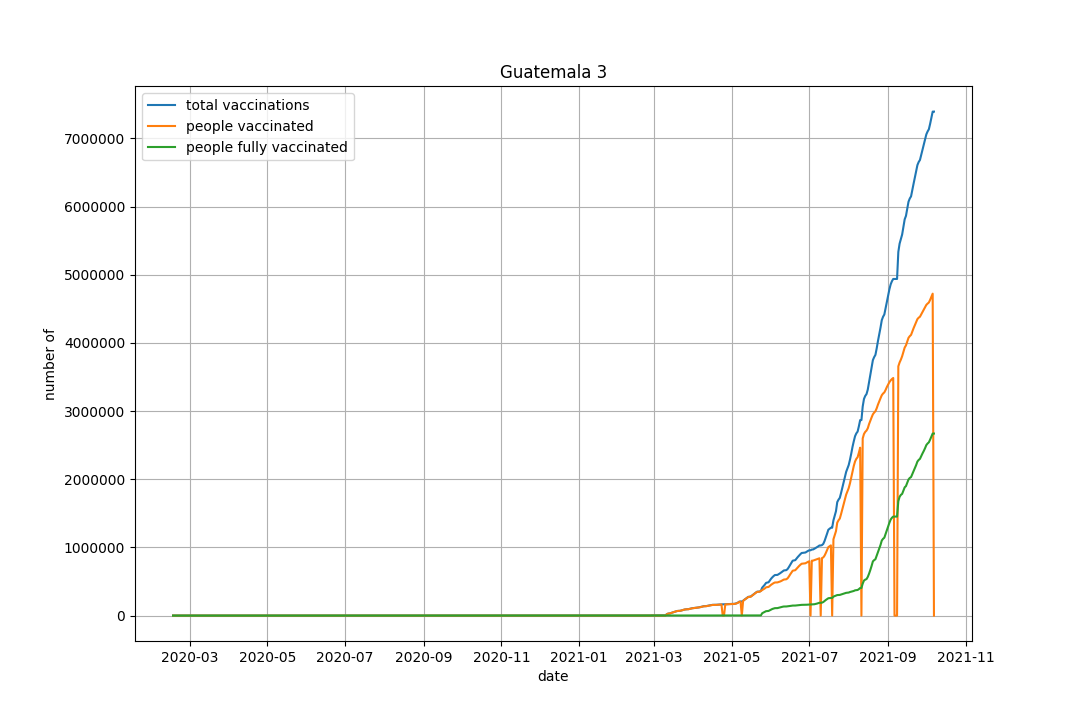 Guatemala 3
total vaccinations
people vaccinated
people fully vaccinated
number of
7000000
6000000
5000000
4000000
3000000
2000000
1000000
0
2020-03 2020-05 2020-07 2020-09 2020-11 2021-01 2021-03 2021-05 2021-07 2021-09 2021-11
date